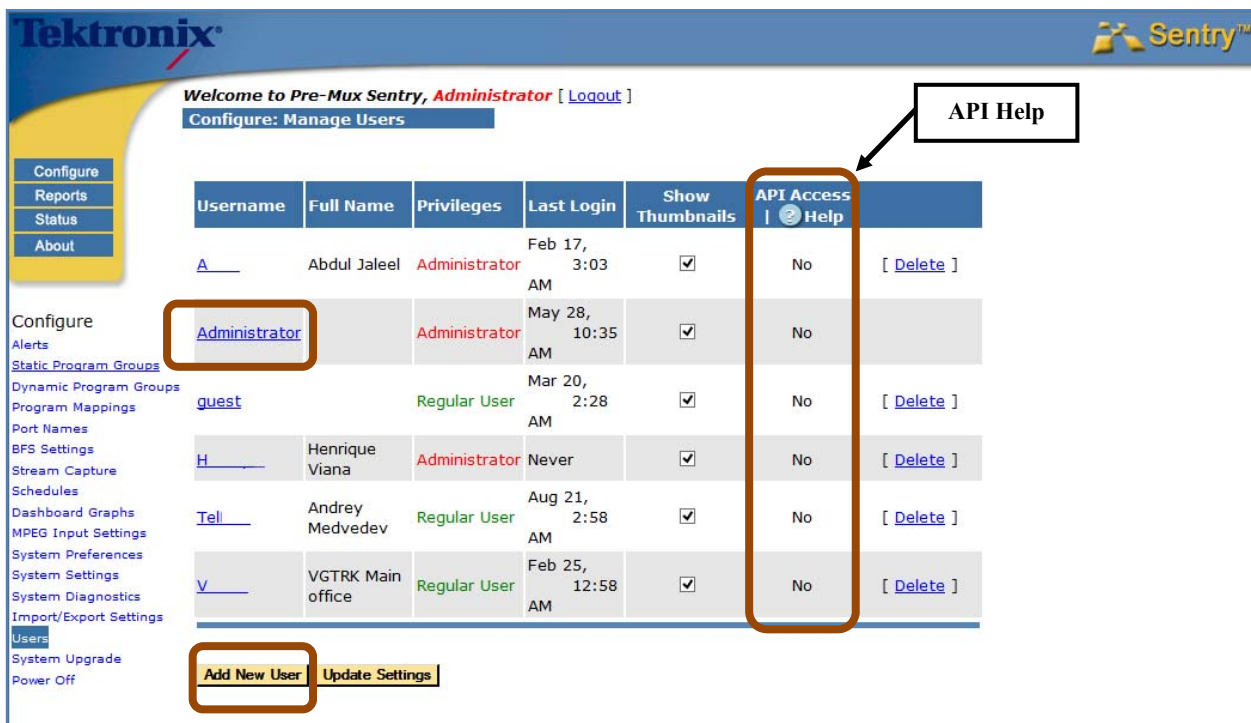 Tektronix
Sentry™
Welcome to Pre-Mux Sentry, Administrator [ Logout ]
Configure: Manage Users
API Help
Configure
Reports
Status
About
Username Full Name Privileges Last Login Show Thumbnails API Access | ? Help
A Abdul Jaleel Administrator Feb 17, 3:03 AM No [ Delete ]
Administrator Administrator May 28, 10:35 AM No
guest Regular User Mar 20, 2:28 AM No [ Delete ]
H Henrique Viana Administrator Never No [ Delete ]
Tel Andrey Medvedev Regular User Aug 21, 2:58 AM No [ Delete ]
V VGTRK Main office Regular User Feb 25, 12:58 AM No [ Delete ]
Add New User Update Settings
Configure
Alerts
Static Program Groups
Dynamic Program Groups
Program Mappings
Port Names
BFS Settings
Stream Capture
Schedules
Dashboard Graphs
MPEG Input Settings
System Preferences
System Settings
System Diagnostics
Import/Export Settings
Users
System Upgrade
Power Off